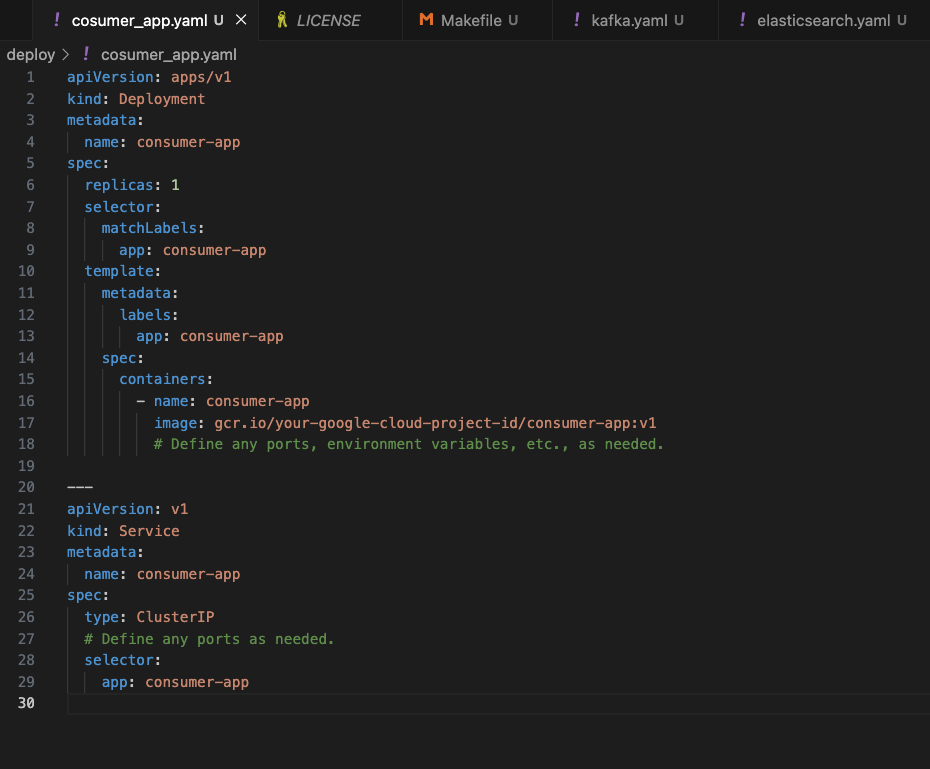 ! cosumer_app.yaml U × LICENSE M Makefile U ! kafka.yaml U ! elasticsearch.yaml U
deploy > ! cosumer_app.yaml
1 apiVersion: apps/v1
2 kind: Deployment
3 metadata:
4   name: consumer-app
5 spec:
6   replicas: 1
7   selector:
8     matchLabels:
9       app: consumer-app
10   template:
11     metadata:
12       labels:
13         app: consumer-app
14     spec:
15       containers:
16         - name: consumer-app
17           image: gcr.io/your-google-cloud-project-id/consumer-app:v1
18           # Define any ports, environment variables, etc., as needed.
19
20 ---
21 apiVersion: v1
22 kind: Service
23 metadata:
24   name: consumer-app
25 spec:
26   type: ClusterIP
27   # Define any ports as needed.
28   selector:
29     app: consumer-app
30